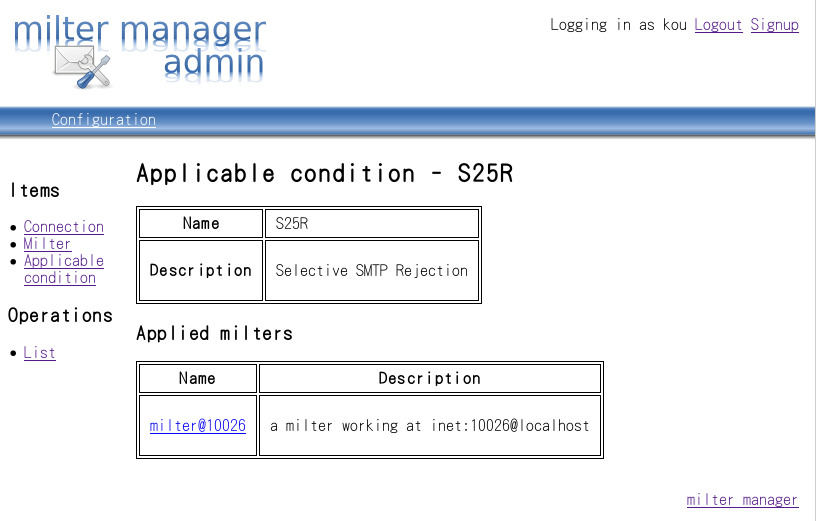 milter manager
admin
Logging in as kou Logout Signup
Configuration
Items
Connection
Milter
Applicable
condition
Operations
List
Applicable condition - S25R
Name S25R
Description Selective SMTP Rejection
Applied milters
Name Description
milter@10026 a milter working at inet:10026@localhost
milter manager